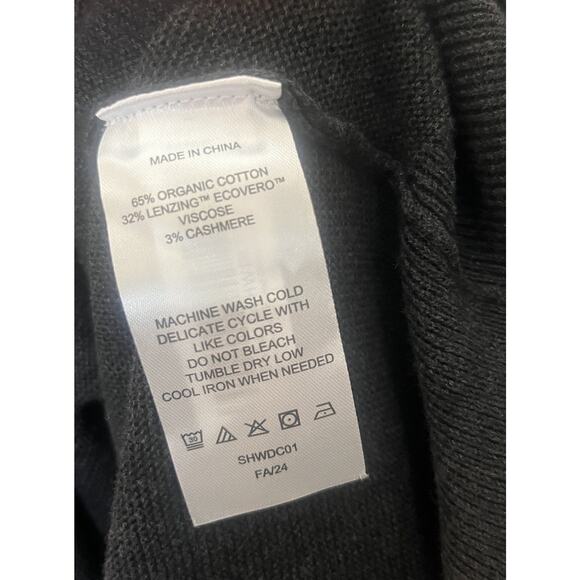 MADE IN CHINA
65% ORGANIC COTTON
32% LENZING™ ECOVERO™
VISCOSE
3% CASHMERE
MACHINE WASH COLD
DELICATE CYCLE WITH
LIKE COLORS
DO NOT BLEACH
TUMBLE DRY LOW
COOL IRON WHEN NEEDED
30
SHWDC01
FA/24